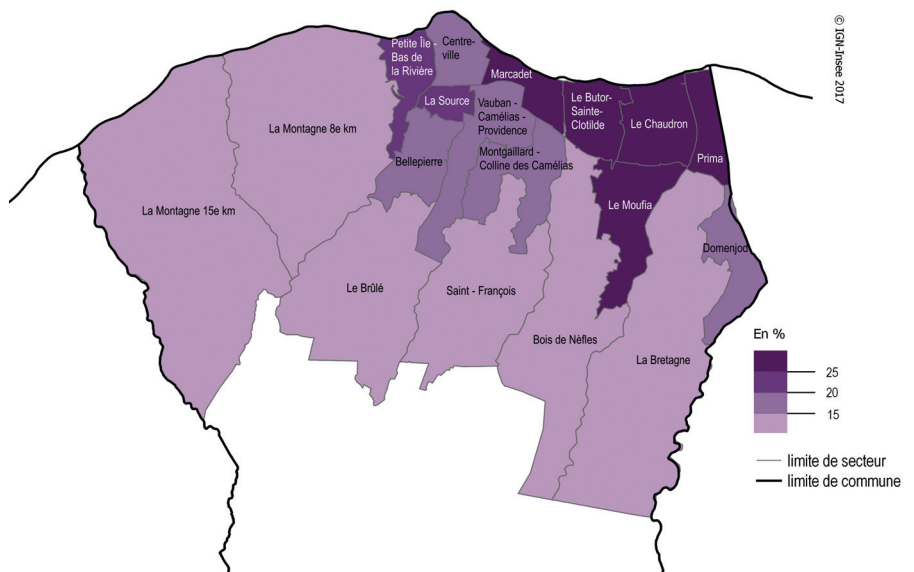 Petite Île -
Bas de
la Rivière
Centre-
ville
Marcadet
© IGN-Insee 2017
La Source
Vauban -
Camélias -
Providence
Le Butor-
Sainte-
Clotilde
Le Chaudron
La Montagne 8e km
Bellepierre
Montgaillard -
Colline des Camélias
Prima
La Montagne 15e km
Le Moufia
Domenjod
Le Brûlé
Saint - François
Bois de Nèfles
La Bretagne
En %
25
20
15
limite de secteur
limite de commune